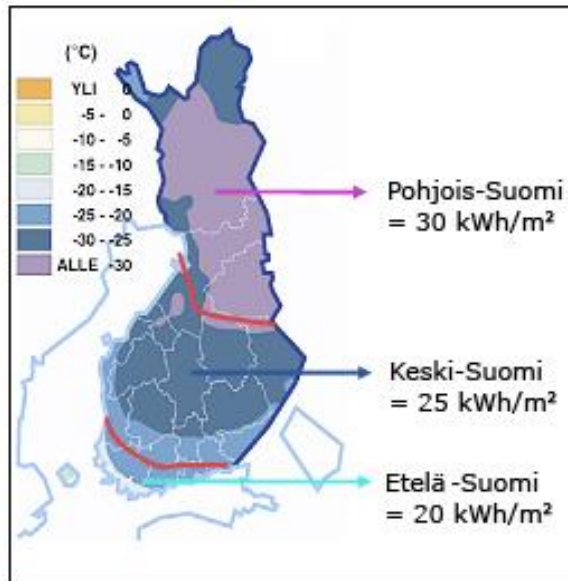 (°C)
YLI 0
-5 - 0
-10 - -5
-15 - -10
-20 - -15
-25 - -20
-30 - -25
ALLE -30
Pohjois-Suomi
= 30 kWh/m²
Keski-Suomi
= 25 kWh/m²
Etelä -Suomi
= 20 kWh/m²